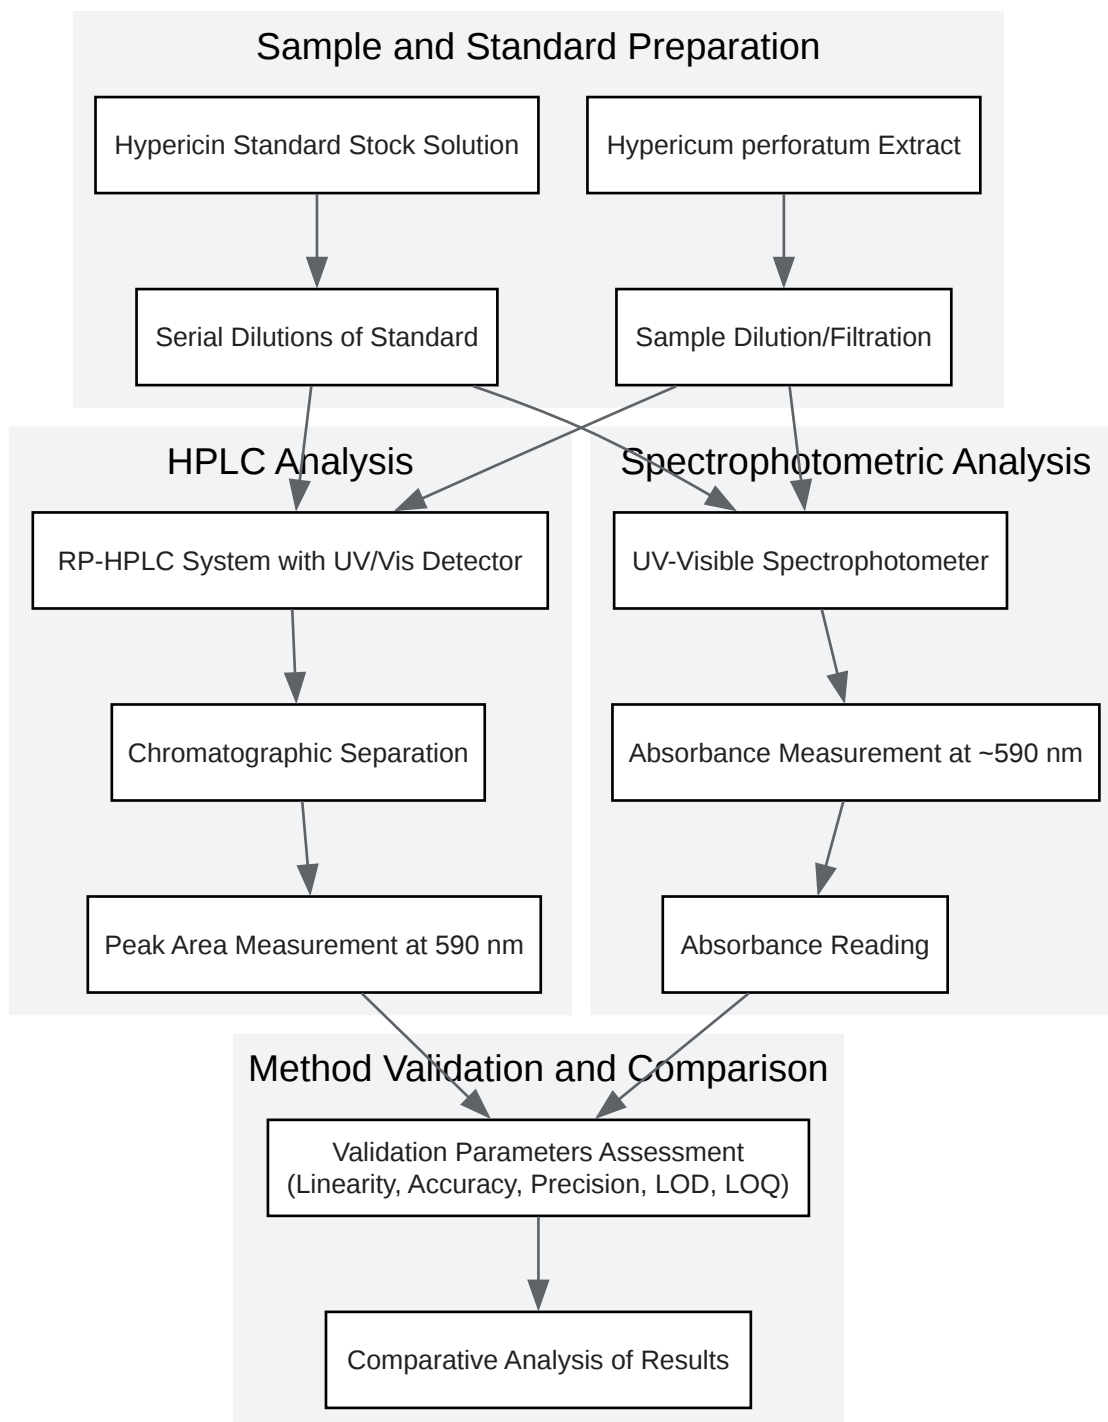 Sample and Standard Preparation
Hypericin Standard Stock Solution
Hypericum perforatum Extract
Serial Dilutions of Standard
Sample Dilution/Filtration
HPLC Analysis
Spectrophotometric Analysis
RP-HPLC System with UV/Vis Detector
UV-Visible Spectrophotometer
Chromatographic Separation
Absorbance Measurement at ~590 nm
Peak Area Measurement at 590 nm
Absorbance Reading
Method Validation and Comparison
Validation Parameters Assessment
(Linearity, Accuracy, Precision, LOD, LOQ)
Comparative Analysis of Results